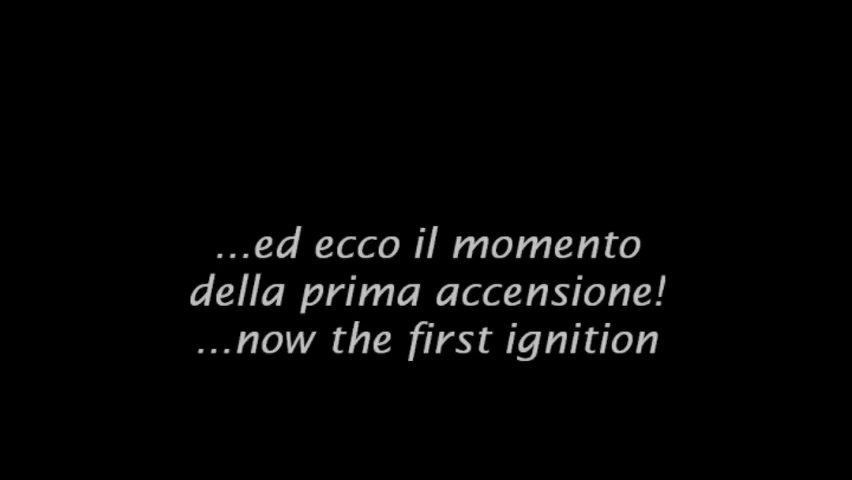 ...ed ecco il momento
della prima accensione!
...now the first ignition